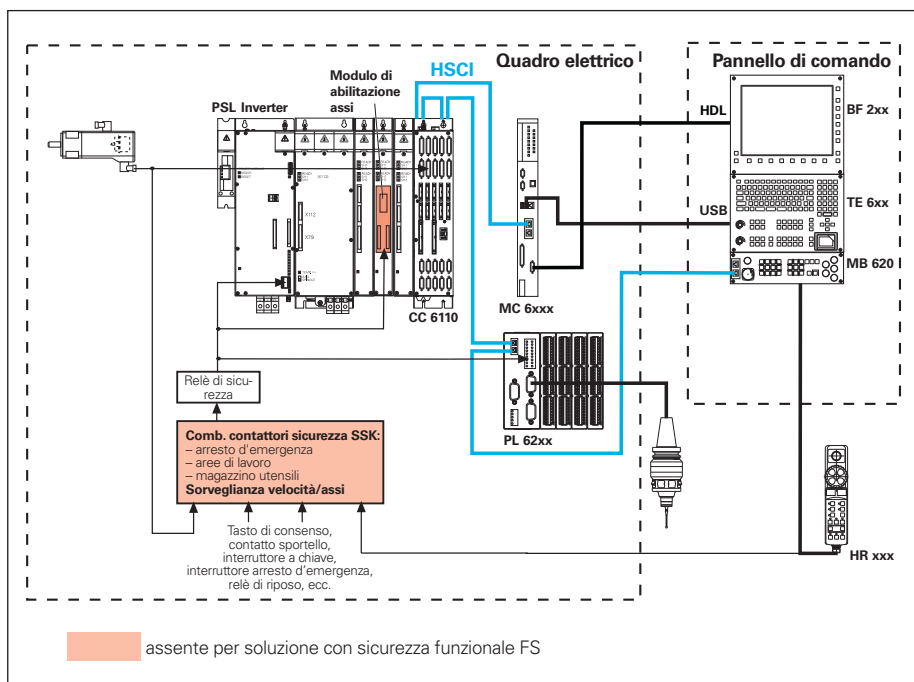 Quadro elettrico
Pannello di comando
HSCI
Modulo di
abilitazione
assi
PSL Inverter
HDL
BF 2xx
USB
TE 6xx
MB 620
X112
X79
CC 6110
MC 6xxx
Relè di sicu-
rezza
PL 62xx
Comb. contattori sicurezza SSK:
– arresto d'emergenza
– aree di lavoro
– magazzino utensili
Sorveglianza velocità/assi
Tasto di consenso,
contatto sportello,
interruttore a chiave,
interruttore arresto d'emergenza,
relè di riposo, ecc.
HR xxx
assente per soluzione con sicurezza funzionale FS